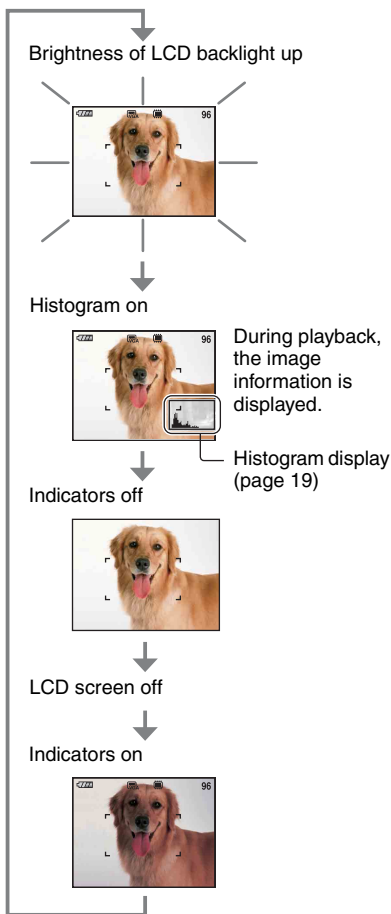 Brightness of LCD backlight up
96
Histogram on
96
During playback,
the image
information is
displayed.
Histogram display
(page 19)
Indicators off
LCD screen off
Indicators on
96